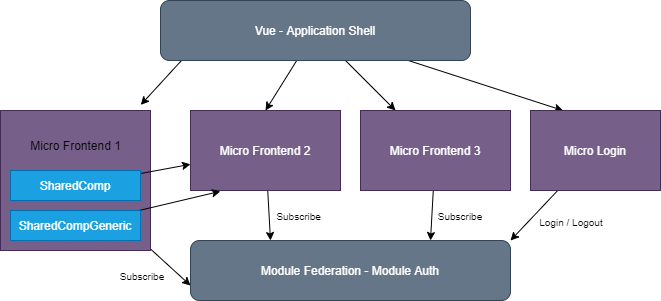 Vue - Application Shell
Micro Frontend 1
Micro Frontend 2
Micro Frontend 3
Micro Login
SharedComp
SharedCompGeneric
Subscribe
Subscribe
Login / Logout
Subscribe
Module Federation - Module Auth